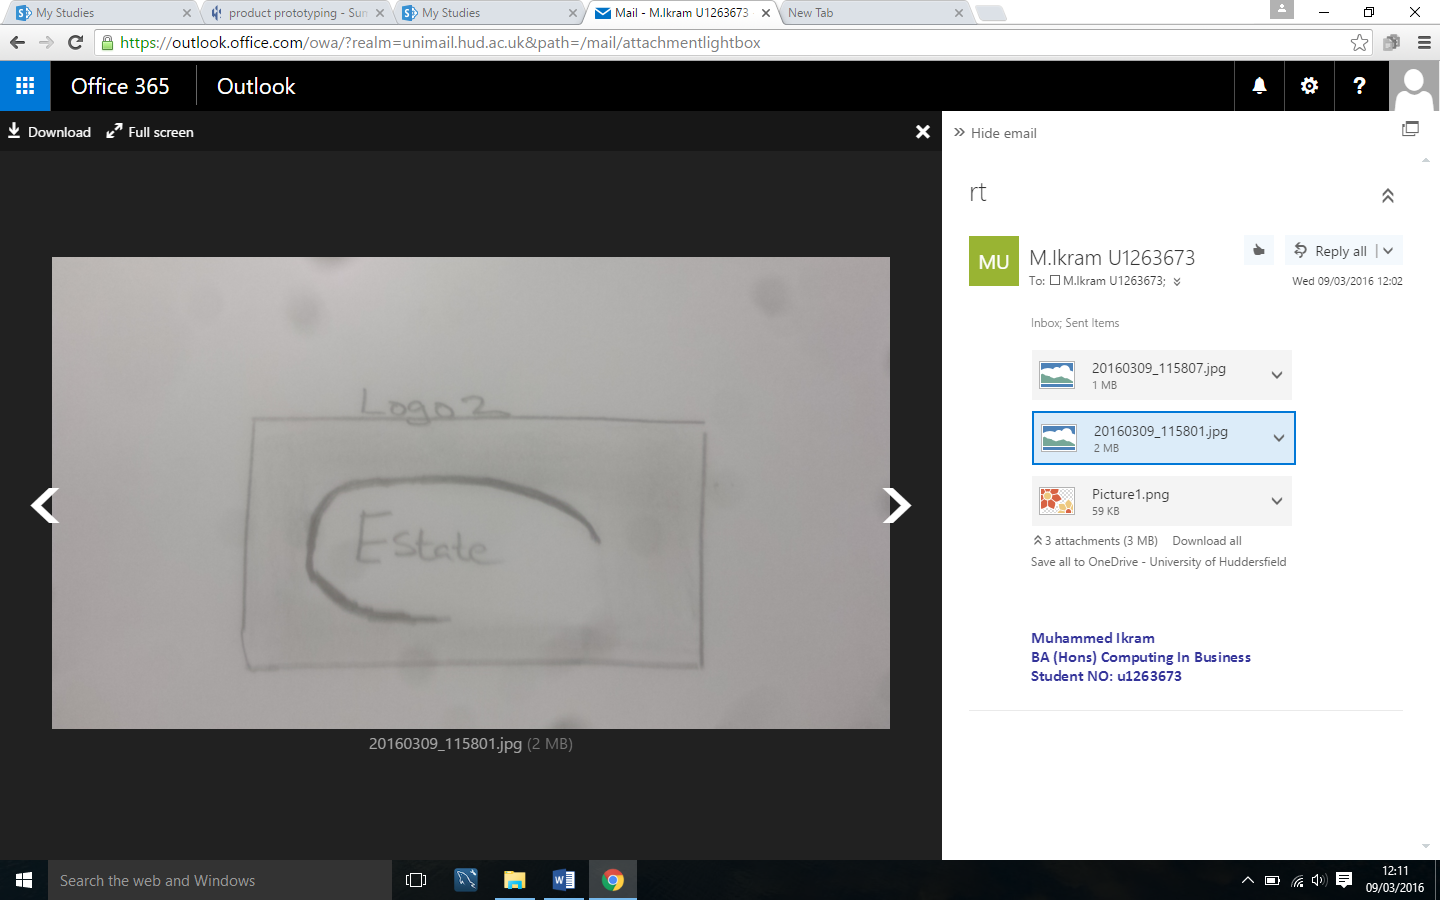 My Studies
product prototyping - Sun
My Studies
Mail - M.Ikram U1263673
New Tab
https://outlook.office.com/owa/?realm=unimail.hud.ac.uk&path=/mail/attachmentlightbox
Office 365
Outlook
?
Download
Full screen
Hide email
rt
MU
M.Ikram U1263673
Reply all
To: M.Ikram U1263673;
Wed 09/03/2016 12:02
Inbox; Sent Items
20160309_115807.jpg
1 MB
20160309_115801.jpg
2 MB
Picture1.png
59 KB
3 attachments (3 MB) Download all
Save all to OneDrive - University of Huddersfield
Muhammed Ikram
BA (Hons) Computing In Business
Student NO: u1263673
Logo 2
Estate
20160309_115801.jpg (2 MB)
Search the web and Windows
12:11
09/03/2016